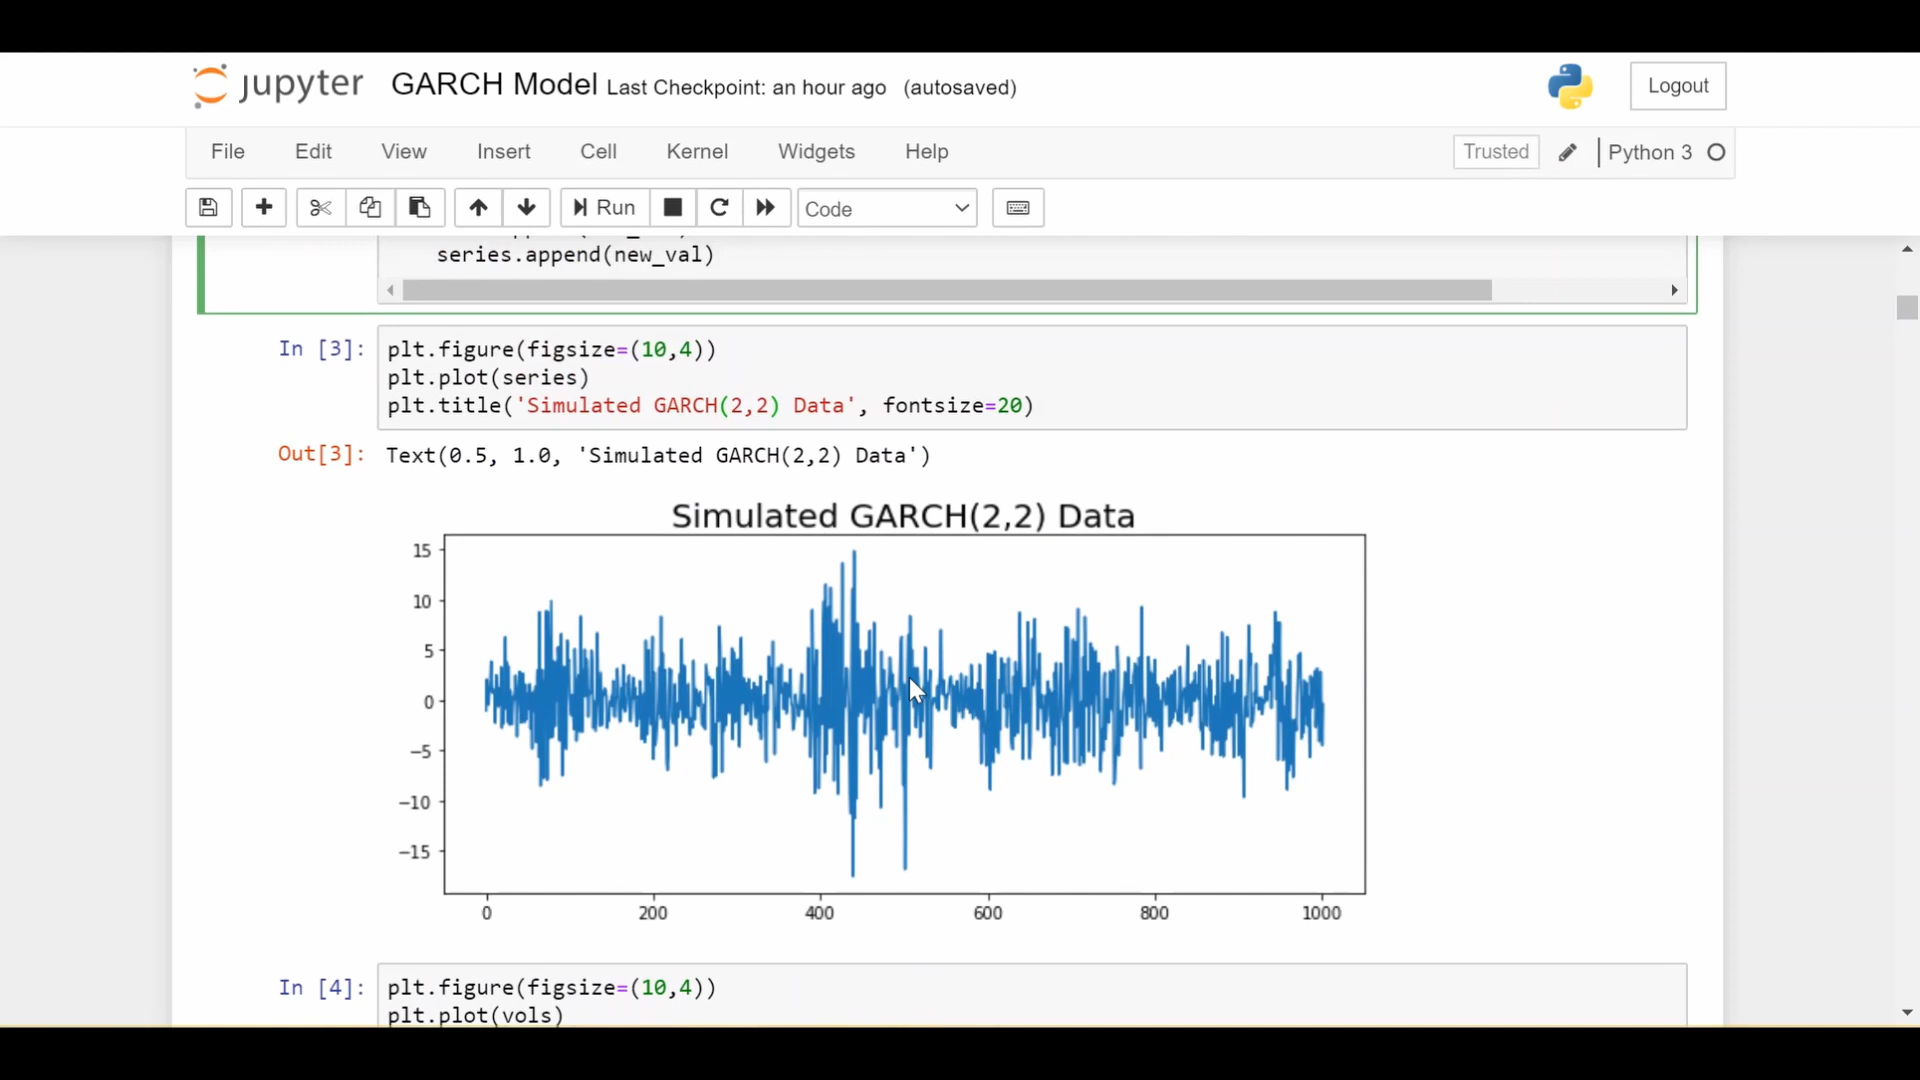 jupyter GARCH Model Last Checkpoint: an hour ago (autosaved)
Logout
File Edit View Insert Cell Kernel Widgets Help
Trusted
Python 3
Run
Code
series.append(new_val)
In [3]: plt.figure(figsize=(10,4))
plt.plot(series)
plt.title('Simulated GARCH(2,2) Data', fontsize=20)
Out[3]: Text(0.5, 1.0, 'Simulated GARCH(2,2) Data')
Simulated GARCH(2,2) Data
15
10
5
0
−5
−10
−15
0 200 400 600 800 1000
In [4]: plt.figure(figsize=(10,4))
plt.plot(vols)